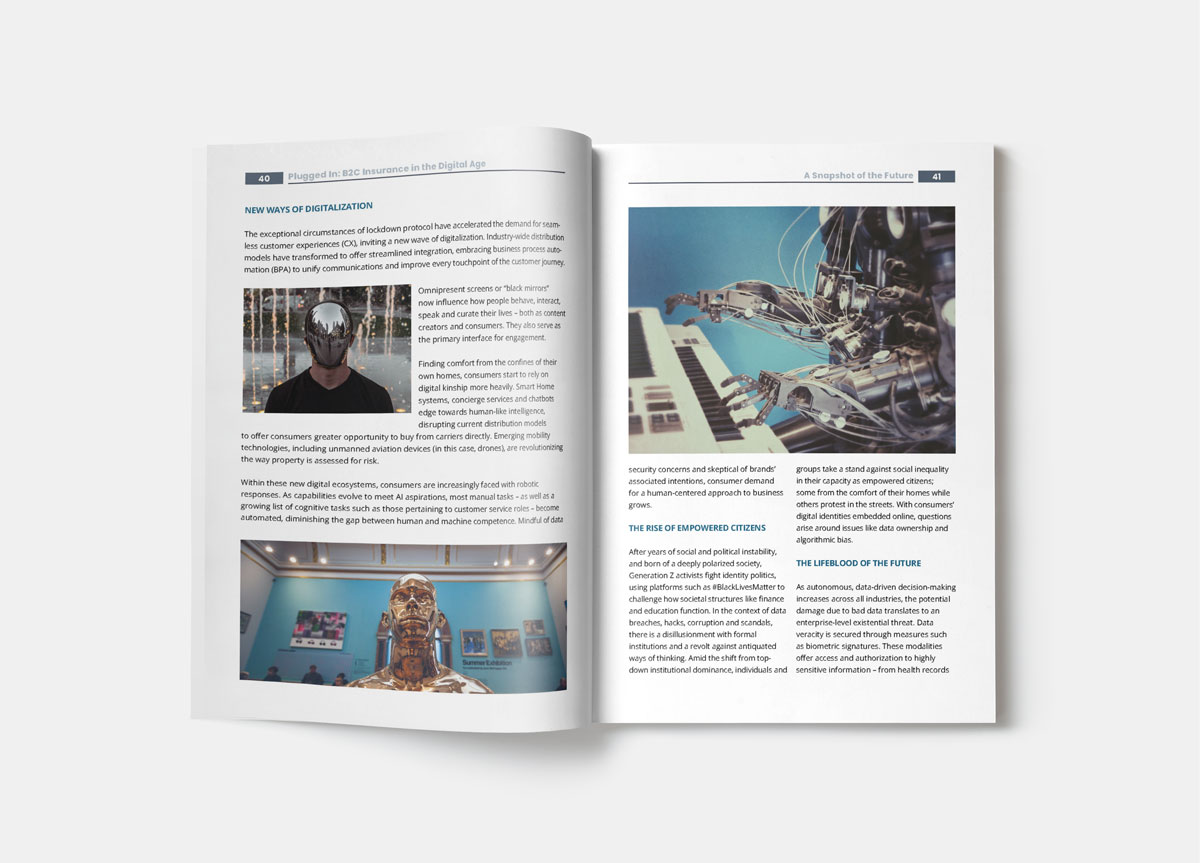 40
Plugged In: B2C Insurance in the Digital Age
NEW WAYS OF DIGITALIZATION
The exceptional circumstances of lockdown protocol have accelerated the demand for seam-
less customer experiences (CX), inviting a new wave of digitalization. Industry-wide distribution
models have transformed to offer streamlined integration, embracing business process auto-
mation (BPA) to unify communications and improve every touchpoint of the customer journey.
Omnipresent screens or "black mirrors"
now influence how people behave, interact,
speak and curate their lives – both as content
creators and consumers. They also serve as
the primary interface for engagement.
Finding comfort from the confines of their
own homes, consumers start to rely on
digital kinship more heavily. Smart Home
systems, concierge services and chatbots
edge towards human-like intelligence,
disrupting current distribution models
to offer consumers greater opportunity to buy from carriers directly. Emerging mobility
technologies, including unmanned aviation devices (in this case, drones), are revolutionizing
the way property is assessed for risk.
Within these new digital ecosystems, consumers are increasingly faced with robotic
responses. As capabilities evolve to meet AI aspirations, most manual tasks – as well as a
growing list of cognitive tasks such as those pertaining to customer service roles – become
automated, diminishing the gap between human and machine competence. Mindful of data
Summer Exhibition
A Snapshot of the Future
41
security concerns and skeptical of brands'
associated intentions, consumer demand
for a human-centered approach to business
grows.
THE RISE OF EMPOWERED CITIZENS
After years of social and political instability,
and born of a deeply polarized society,
Generation Z activists fight identity politics,
using platforms such as #BlackLivesMatter to
challenge how societal structures like finance
and education function. In the context of data
breaches, hacks, corruption and scandals,
there is a disillusionment with formal
institutions and a revolt against antiquated
ways of thinking. Amid the shift from top-
down institutional dominance, individuals and
groups take a stand against social inequality
in their capacity as empowered citizens;
some from the comfort of their homes while
others protest in the streets. With consumers'
digital identities embedded online, questions
arise around issues like data ownership and
algorithmic bias.
THE LIFEBLOOD OF THE FUTURE
As autonomous, data-driven decision-making
increases across all industries, the potential
damage due to bad data translates to an
enterprise-level existential threat. Data
veracity is secured through measures such
as biometric signatures. These modalities
offer access and authorization to highly
sensitive information – from health records